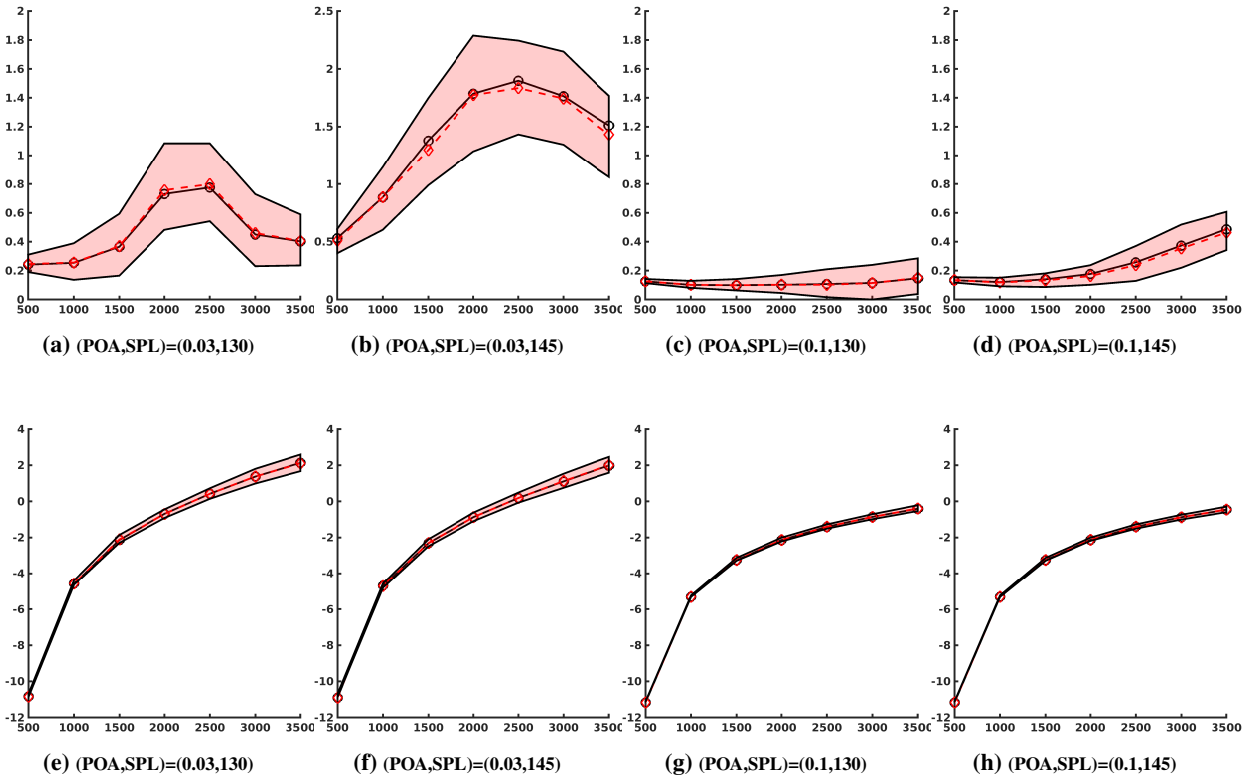 2 2.5 2 2
1.8 1.8 1.8
1.6 2 1.6 1.6
1.4 1.4 1.4
1.2 1.5 1.2 1.2
1 1 1
0.8 1 0.8 0.8
0.6 0.6 0.6
0.4 0.5 0.4 0.4
0.2 0.2 0.2
0 0 0 0
500 1000 1500 2000 2500 3000 3500 500 1000 1500 2000 2500 3000 3500 500 1000 1500 2000 2500 3000 3500 500 1000 1500 2000 2500 3000 3500
(a) (POA,SPL)=(0.03,130) (b) (POA,SPL)=(0.03,145) (c) (POA,SPL)=(0.1,130) (d) (POA,SPL)=(0.1,145)
4 4 4 4
2 2 2 2
0 0 0 0
-2 -2 -2 -2
-4 -4 -4 -4
-6 -6 -6 -6
-8 -8 -8 -8
-10 -10 -10 -10
-12 -12 -12 -12
500 1000 1500 2000 2500 3000 3500 500 1000 1500 2000 2500 3000 3500 500 1000 1500 2000 2500 3000 3500 500 1000 1500 2000 2500 3000 3500
(e) (POA,SPL)=(0.03,130) (f) (POA,SPL)=(0.03,145) (g) (POA,SPL)=(0.1,130) (h) (POA,SPL)=(0.1,145)